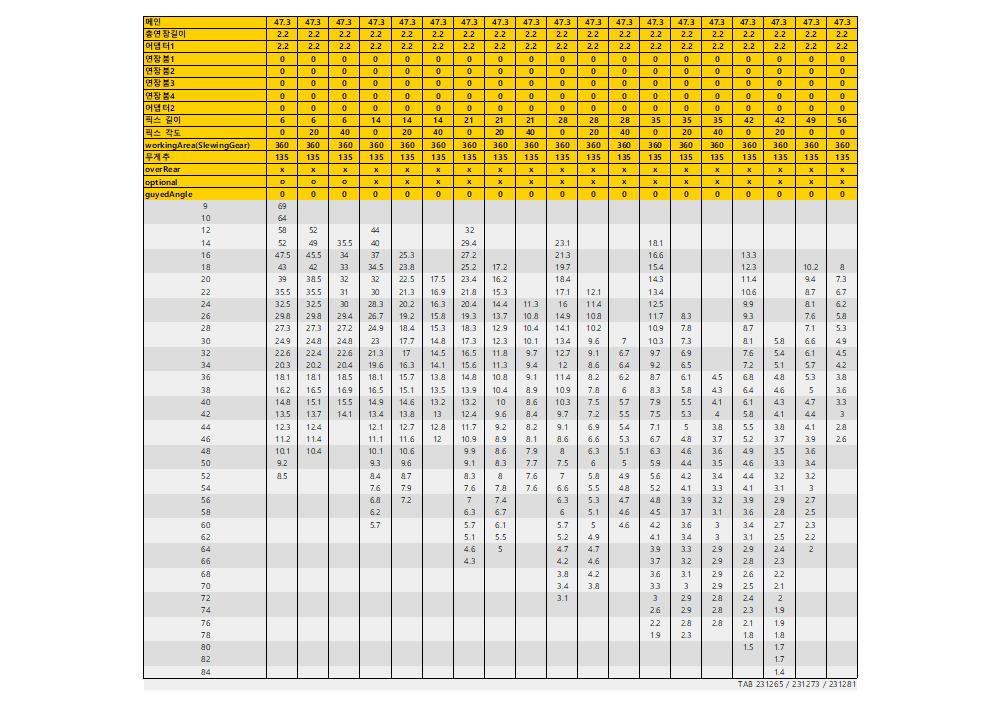 메인 47.3 47.3 47.3 47.3 47.3 47.3 47.3 47.3 47.3 47.3 47.3 47.3 47.3 47.3 47.3 47.3 47.3 47.3 47.3
총연장길이 2.2 2.2 2.2 2.2 2.2 2.2 2.2 2.2 2.2 2.2 2.2 2.2 2.2 2.2 2.2 2.2 2.2 2.2 2.2
어댑터1 2.2 2.2 2.2 2.2 2.2 2.2 2.2 2.2 2.2 2.2 2.2 2.2 2.2 2.2 2.2 2.2 2.2 2.2 2.2
연장붐1 0 0 0 0 0 0 0 0 0 0 0 0 0 0 0 0 0 0 0
연장붐2 0 0 0 0 0 0 0 0 0 0 0 0 0 0 0 0 0 0 0
연장붐3 0 0 0 0 0 0 0 0 0 0 0 0 0 0 0 0 0 0 0
연장붐4 0 0 0 0 0 0 0 0 0 0 0 0 0 0 0 0 0 0 0
어댑터2 0 0 0 0 0 0 0 0 0 0 0 0 0 0 0 0 0 0 0
픽스 길이 6 6 6 14 14 14 21 21 21 28 28 28 35 35 35 42 42 49 56
픽스 각도 0 20 40 0 20 40 0 20 40 0 20 40 0 20 40 0 20 0 0
workingArea(SlewingGear) 360 360 360 360 360 360 360 360 360 360 360 360 360 360 360 360 360 360 360
무게추 135 135 135 135 135 135 135 135 135 135 135 135 135 135 135 135 135 135 135
overRear x x x x x x x x x x x x x x x x x x x
optional o o o x x x x x x x x x x x x x x x x
guyedAngle 0 0 0 0 0 0 0 0 0 0 0 0 0 0 0 0 0 0 0
9 69
10 64
12 58 52 44 32
14 52 49 35.5 40 29.4 23.1 18.1
16 47.5 45.5 34 37 25.3 27.2 21.3 16.6 13.3
18 43 42 33 34.5 23.8 25.2 17.2 19.7 15.4 12.3 10.2 8
20 39 38.5 32 32 22.5 17.5 23.4 16.2 18.4 14.3 11.4 9.4 7.3
22 35.5 35.5 31 30 21.3 16.9 21.8 15.3 17.1 12.1 13.4 10.6 8.7 6.7
24 32.5 32.5 30 28.3 20.2 16.3 20.4 14.4 11.3 16 11.4 12.5 9.9 8.1 6.2
26 29.8 29.8 29.4 26.7 19.2 15.8 19.3 13.7 10.8 14.9 10.8 11.7 8.3 9.3 7.6 5.8
28 27.3 27.3 27.2 24.9 18.4 15.3 18.3 12.9 10.4 14.1 10.2 10.9 7.8 8.7 7.1 5.3
30 24.9 24.8 24.8 23 17.7 14.8 17.3 12.3 10.1 13.4 9.6 7 10.3 7.3 8.1 5.8 6.6 4.9
32 22.6 22.4 22.6 21.3 17 14.5 16.5 11.8 9.7 12.7 9.1 6.7 9.7 6.9 7.6 5.4 6.1 4.5
34 20.3 20.2 20.4 19.6 16.3 14.1 15.6 11.3 9.4 12 8.6 6.4 9.2 6.5 7.2 5.1 5.7 4.2
36 18.1 18.1 18.5 18.1 15.7 13.8 14.8 10.8 9.1 11.4 8.2 6.2 8.7 6.1 4.5 6.8 4.8 5.3 3.8
38 16.2 16.2 16.9 16.5 15.1 13.5 13.9 10.4 8.9 10.9 7.8 6 8.3 5.8 4.3 6.4 4.6 5 3.6
40 14.8 15.1 15.5 14.9 14.6 13.2 13.2 10 8.6 10.3 7.5 5.7 7.9 5.5 4.1 6.1 4.3 4.7 3.3
42 13.5 13.7 14.1 13.4 13.8 13 12.4 9.6 8.4 9.7 7.2 5.5 7.5 5.3 4 5.8 4.1 4.4 3
44 12.3 12.4 12.1 12.7 12.8 11.7 9.2 8.2 9.1 6.9 5.4 7.1 5 3.8 5.5 3.8 4.1 2.8
46 11.2 11.4 11.1 11.6 12 10.9 8.9 8.1 8.6 6.6 5.3 6.7 4.8 3.7 5.2 3.7 3.9 2.6
48 10.1 10.4 10.1 10.6 9.9 8.6 7.9 8 6.3 5.1 6.3 4.6 3.6 4.9 3.5 3.6
50 9.2 9.3 9.6 9.1 8.3 7.7 7.5 6 5 5.9 4.4 3.5 4.6 3.3 3.4
52 8.5 8.4 8.7 8.3 8 7.6 7 5.8 4.9 5.6 4.2 3.4 4.4 3.2 3.2
54 7.6 7.9 7.6 7.8 7.6 6.6 5.5 4.8 5.2 4.1 3.3 4.1 3.1 3
56 6.8 7.2 7 7.4 6.3 5.3 4.7 4.8 3.9 3.2 3.9 2.9 2.7
58 6.2 6.3 6.7 6 5.1 4.6 4.5 3.7 3.1 3.6 2.8 2.5
60 5.7 5.7 6.1 5.7 5 4.6 4.2 3.6 3 3.4 2.7 2.3
62 5.1 5.5 5.2 4.9 4.1 3.4 3 3.1 2.5 2.2
64 4.6 5 4.7 4.7 3.9 3.3 2.9 2.9 2.4 2
66 4.3 4.2 4.6 3.7 3.2 2.9 2.8 2.3
68 3.8 4.2 3.6 3.1 2.9 2.6 2.2
70 3.4 3.8 3.3 3 2.9 2.5 2.1
72 3.1 3 2.9 2.8 2.4 2
74 2.6 2.9 2.8 2.3 1.9
76 2.2 2.8 2.8 2.1 1.9
78 1.9 2.3 1.8 1.8
80 1.5 1.7
82 1.7
84 1.4
TAB 231265 / 231273 / 231281